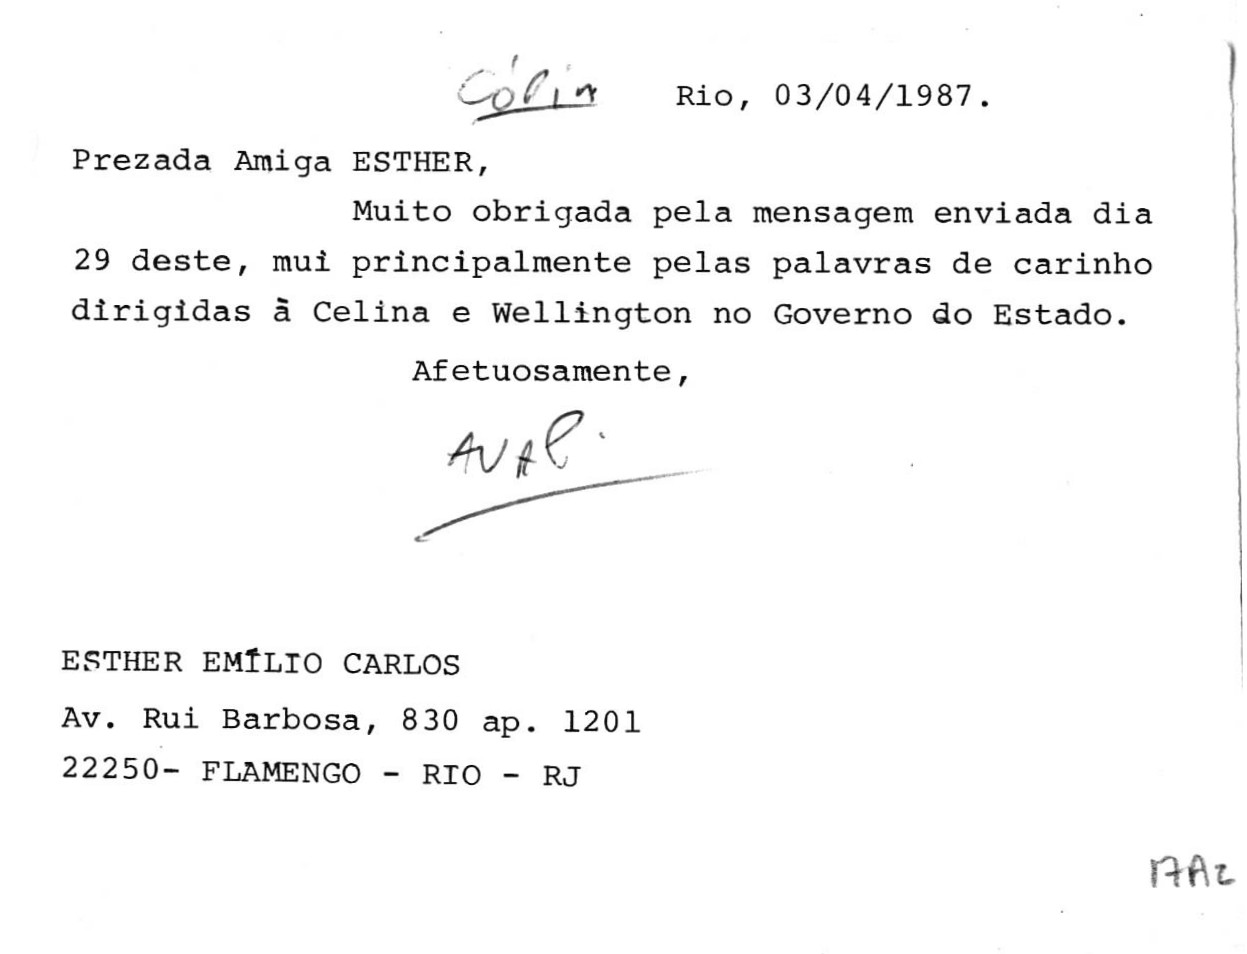 Cópia Rio, 03/04/1987.
Prezada Amiga ESTHER,
Muito obrigada pela mensagem enviada dia
29 deste, mui principalmente pelas palavras de carinho
dirigidas à Celina e Wellington no Governo do Estado.
Afetuosamente,
ESTHER EMÍLIO CARLOS
Av. Rui Barbosa, 830 ap. 1201
22250- FLAMENGO - RIO - RJ